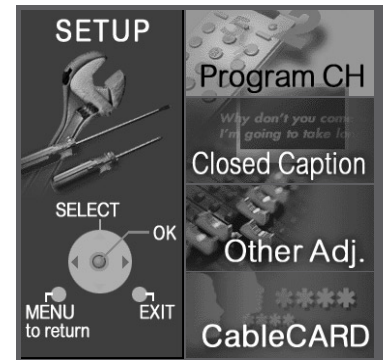 SETUP
SELECT
OK
MENU
to return
EXIT
Program CH
Why don't you come
I'm going to take
Closed Caption
Other Adj.
****
****
CableCARD